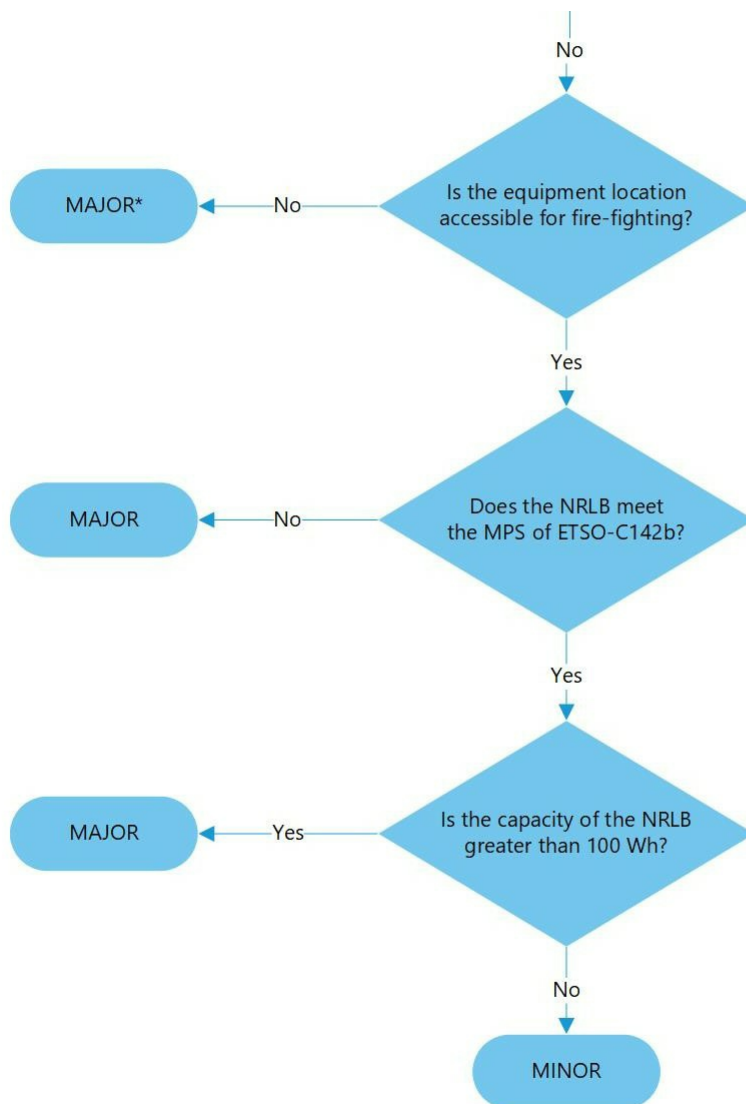 No
Is the equipment location
accessible for fire-fighting?
No
MAJOR*
Yes
Does the NRLB meet
the MPS of ETSO-C142b?
No
MAJOR
Yes
Is the capacity of the NRLB
greater than 100 Wh?
Yes
MAJOR
No
MINOR